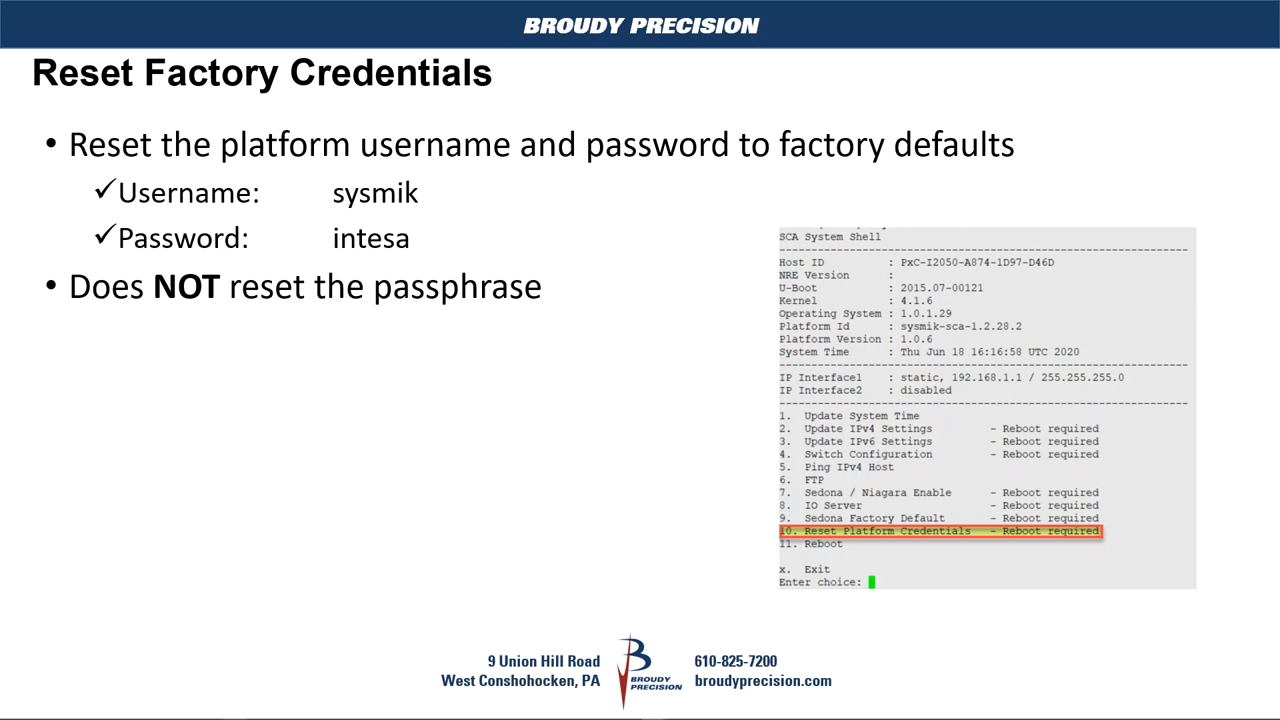 BROUDY PRECISION
Reset Factory Credentials
• Reset the platform username and password to factory defaults
✓Username: sysmik
✓Password: intesa
• Does NOT reset the passphrase
SCA System Shell
--------------------------------------------------------------
Host ID : PxC-I2050-A874-1D97-D46D
NRE Version :
U-Boot : 2015.07-00121
Kernel : 4.1.6
Operating System : 1.0.1.29
Platform Id : sysmik-sca-1.2.28.2
Platform Version : 1.0.6
System Time : Thu Jun 18 16:16:58 UTC 2020
--------------------------------------------------------------
IP Interface1 : static, 192.168.1.1 / 255.255.255.0
IP Interface2 : disabled
--------------------------------------------------------------
1. Update System Time
2. Update IPv4 Settings - Reboot required
3. Update IPv6 Settings - Reboot required
4. Switch Configuration - Reboot required
5. Ping IPv4 Host
6. FTP
7. Sedona / Niagara Enable - Reboot required
8. IO Server - Reboot required
9. Sedona Factory Default - Reboot required
10. Reset Platform Credentials - Reboot required
11. Reboot
x. Exit
Enter choice:
9 Union Hill Road
West Conshohocken, PA
B
BROUDY
PRECISION
610-825-7200
broudyprecision.com